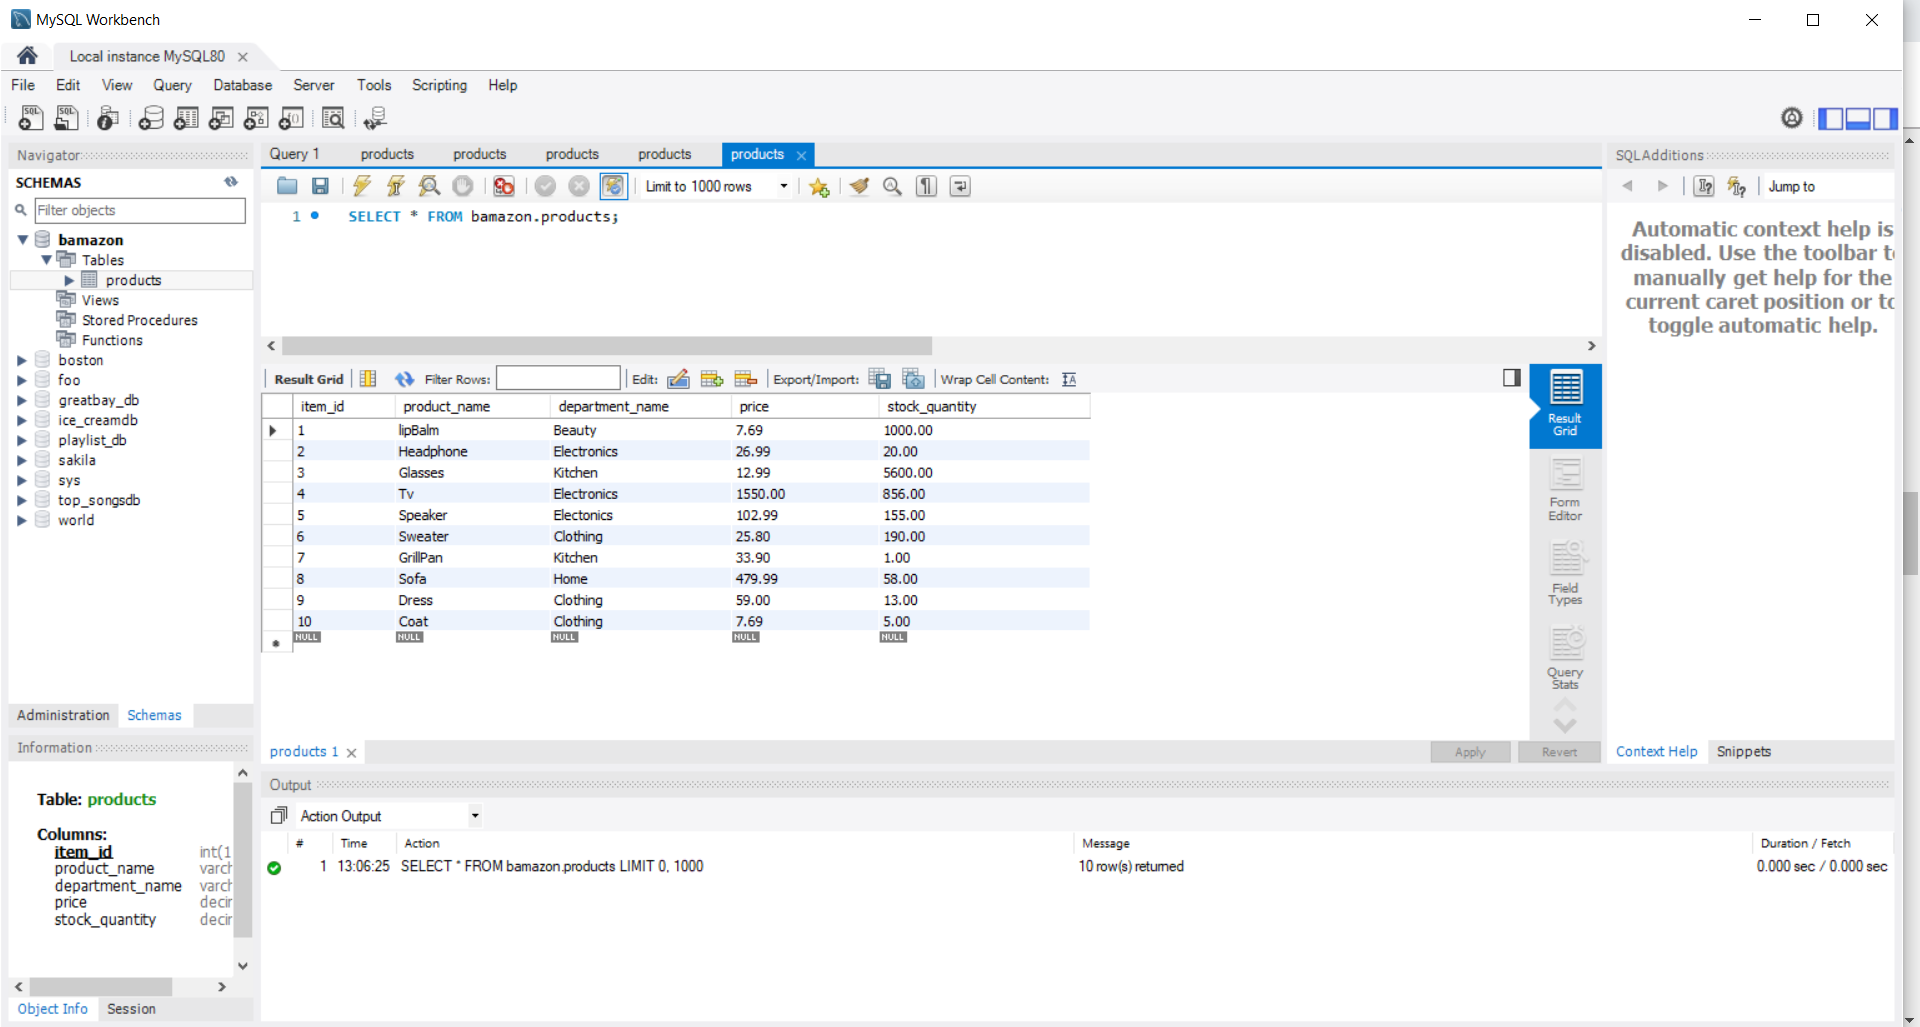 MySQL Workbench
Local instance MySQL80
File Edit View Query Database Server Tools Scripting Help
Navigator
SCHEMAS
Filter objects
bamazon
Tables
products
Views
Stored Procedures
Functions
boston
foo
greatbay_db
ice_creamdb
playlist_db
sakila
sys
top_songsdb
world
Administration Schemas
Information
Table: products
Columns:
item_id int(1
product_name varch
department_name varch
price decir
stock_quantity decir
Object Info Session
Query 1 products products products products products
Limit to 1000 rows
1 SELECT * FROM bamazon.products;
Result Grid Filter Rows: Edit: Export/Import: Wrap Cell Content:
item_id product_name department_name price stock_quantity
1 lipBalm Beauty 7.69 1000.00
2 Headphone Electronics 26.99 20.00
3 Glasses Kitchen 12.99 5600.00
4 Tv Electronics 1550.00 856.00
5 Speaker Electonics 102.99 155.00
6 Sweater Clothing 25.80 190.00
7 GrillPan Kitchen 33.90 1.00
8 Sofa Home 479.99 58.00
9 Dress Clothing 59.00 13.00
10 Coat Clothing 7.69 5.00
NULL NULL NULL NULL NULL
Result
Grid
Form
Editor
Field
Types
Query
Stats
products 1
Apply Revert
SQLAdditions
Jump to
Automatic context help is
disabled. Use the toolbar to
manually get help for the
current caret position or to
toggle automatic help.
Context Help Snippets
Output
Action Output
# Time Action Message Duration / Fetch
1 13:06:25 SELECT * FROM bamazon.products LIMIT 0, 1000 10 row(s) returned 0.000 sec / 0.000 sec